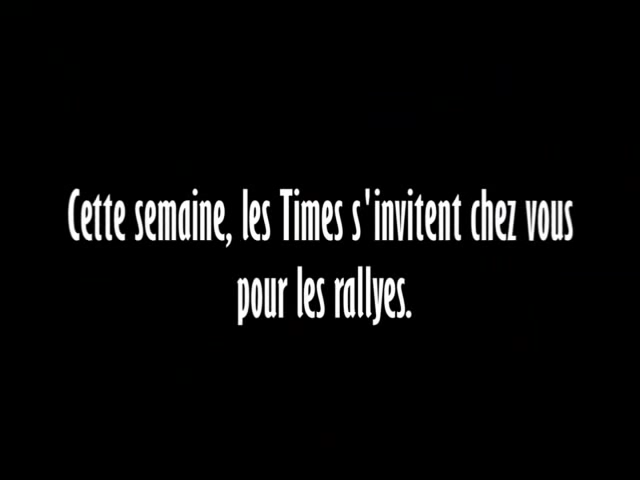 Cette semaine, les Times s'invitent chez vous
pour les rallyes.